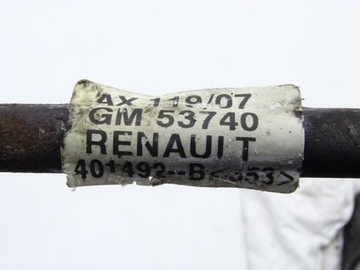 AX 119/07
GM 53740
RENAULT
401492-B<353>